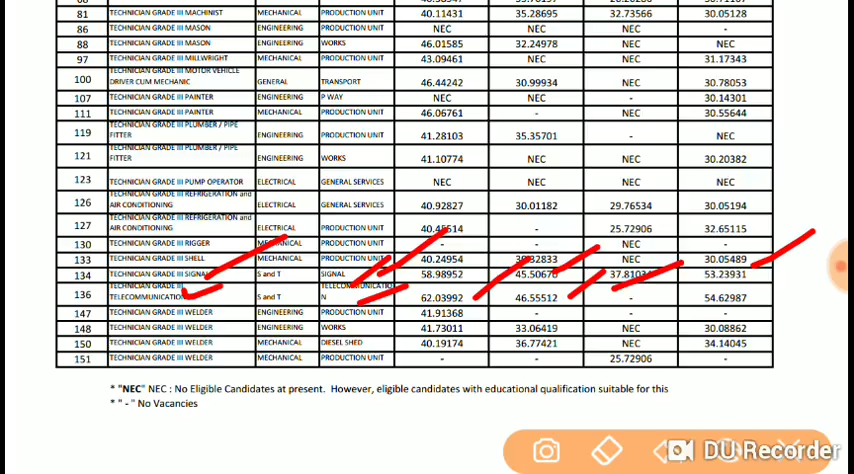 81 TECHNICIAN GRADE III MACHINIST MECHANICAL PRODUCTION UNIT 40.11431 35.28695 32.73566 30.05128
86 TECHNICIAN GRADE III MASON ENGINEERING PRODUCTION UNIT NEC NEC NEC -
88 TECHNICIAN GRADE III MASON ENGINEERING WORKS 46.01585 32.24978 NEC NEC
97 TECHNICIAN GRADE III MILLWRIGHT MECHANICAL PRODUCTION UNIT 43.09461 NEC NEC 31.17343
TECHNICIAN GRADE III MOTOR VEHICLE
100 DRIVER CUM MECHANIC GENERAL TRANSPORT 46.44242 30.99934 NEC 30.78053
107 TECHNICIAN GRADE III PAINTER ENGINEERING P WAY NEC NEC - 30.14301
111 TECHNICIAN GRADE III PAINTER MECHANICAL PRODUCTION UNIT 46.06761 - NEC 30.55644
TECHNICIAN GRADE III PLUMBER / PIPE
119 FITTER ENGINEERING PRODUCTION UNIT 41.28103 35.35701 - NEC
TECHNICIAN GRADE III PLUMBER / PIPE
121 FITTER ENGINEERING WORKS 41.10774 NEC NEC 30.20382
123 TECHNICIAN GRADE III PUMP OPERATOR ELECTRICAL GENERAL SERVICES NEC NEC NEC NEC
TECHNICIAN GRADE III REFRIGERATION and
126 AIR CONDITIONING ELECTRICAL GENERAL SERVICES 40.92827 30.01182 29.76534 30.05194
TECHNICIAN GRADE III REFRIGERATION and
127 AIR CONDITIONING ELECTRICAL PRODUCTION UNIT - 25.72906 32.65115
130 TECHNICIAN GRADE III RIGGER MECHANICAL PRODUCTION UNIT - - NEC -
133 TECHNICIAN GRADE III SHELL MECHANICAL PRODUCTION UNIT 40.24954 NEC 30.05489
134 TECHNICIAN GRADE III SIGNAL S and T SIGNAL 58.98952 53.23931
TECHNICIAN GRADE III TELECOMMUNICATIO
136 TELECOMMUNICATION S and T N 62.03992 46.55512 - 54.62987
147 TECHNICIAN GRADE III WELDER ENGINEERING PRODUCTION UNIT 41.91368 - - -
148 TECHNICIAN GRADE III WELDER ENGINEERING WORKS 41.73011 33.06419 NEC 30.08862
150 TECHNICIAN GRADE III WELDER MECHANICAL DIESEL SHED 40.19174 36.77421 NEC 34.14045
151 TECHNICIAN GRADE III WELDER MECHANICAL PRODUCTION UNIT - - 25.72906 -
* "NEC" NEC : No Eligible Candidates at present. However, eligible candidates with educational qualification suitable for this
* " - " No Vacancies
DU Recorder